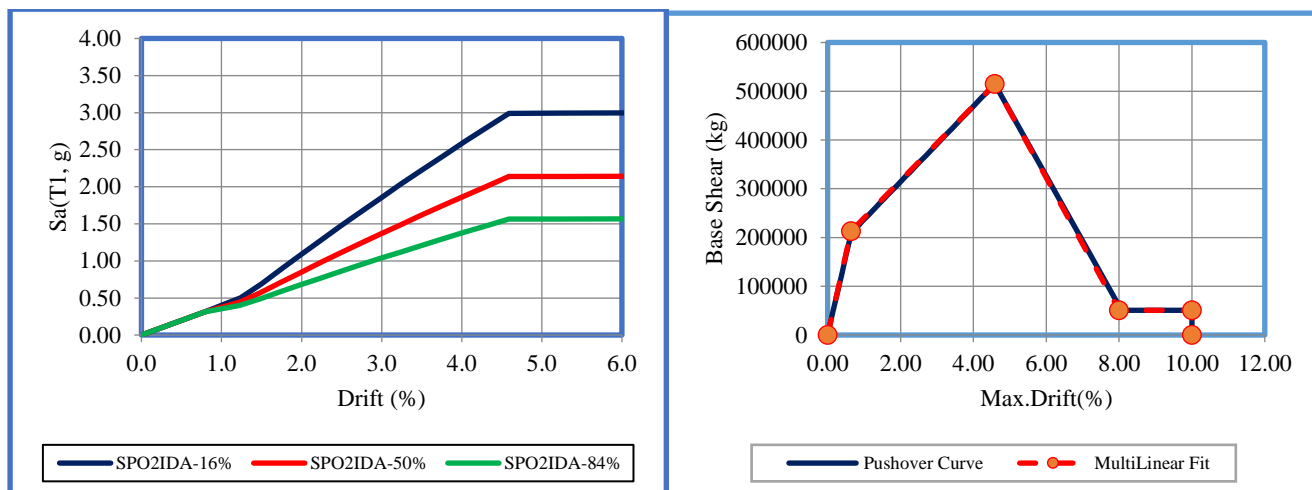 4.00
3.50
3.00
2.50
2.00
1.50
1.00
0.50
0.00
Sa(T1, g)
0.0 1.0 2.0 3.0 4.0 5.0 6.0
Drift (%)
SPO2IDA-16% SPO2IDA-50% SPO2IDA-84%
600000
500000
400000
300000
200000
100000
0
Base Shear (kg)
0.00 2.00 4.00 6.00 8.00 10.00 12.00
Max.Drift(%)
Pushover Curve MultiLinear Fit